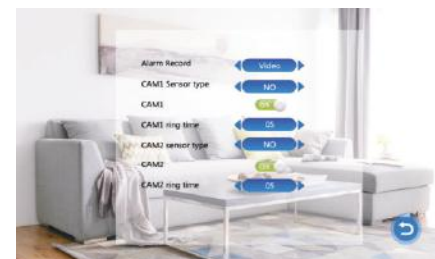 Alarm Record Video
CAM1 Sensor type NO
CAM1 ON
CAM1 ring time 05
CAM2 sensor type NO
CAM2 ON
CAM2 ring time 05